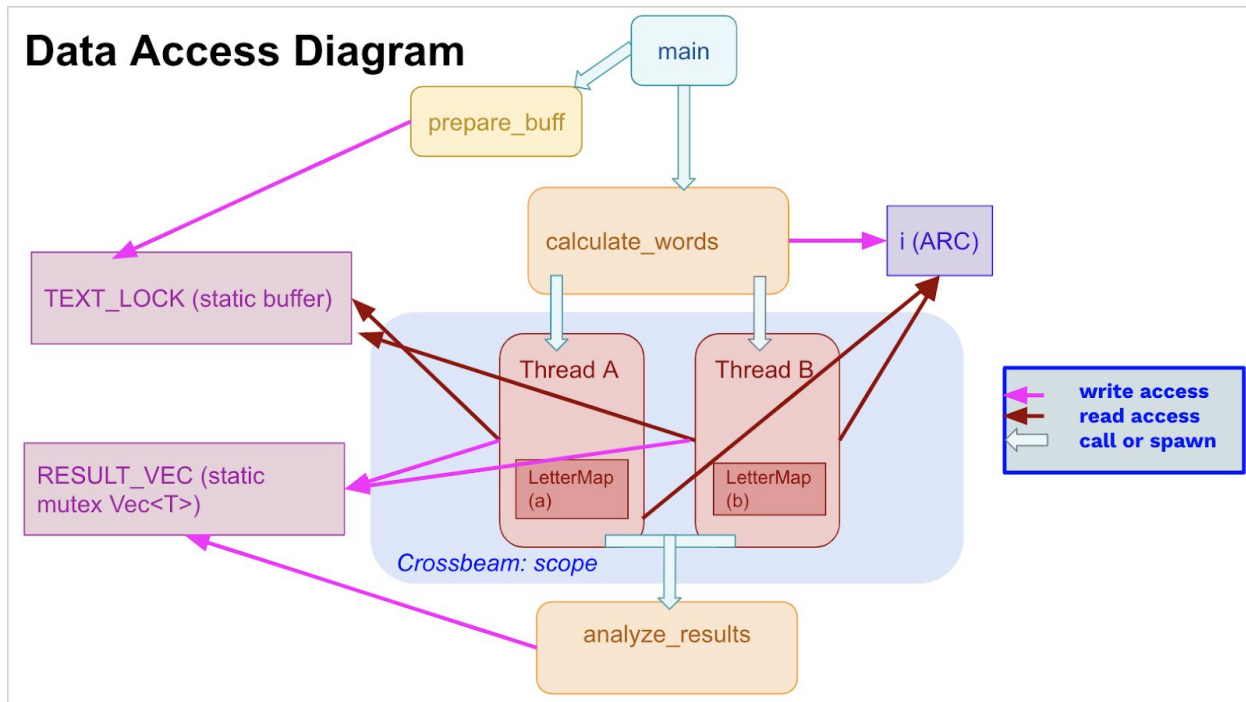 Data Access Diagram
main
prepare_buff
calculate_words
i (ARC)
TEXT_LOCK (static buffer)
Thread A
Thread B
write access
read access
call or spawn
RESULT_VEC (static
mutex Vec<T>)
LetterMap
(a)
LetterMap
(b)
Crossbeam: scope
analyze_results